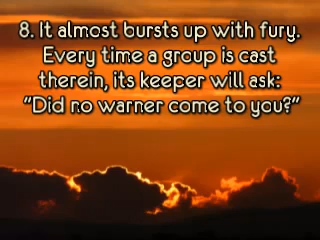 8. It almost bursts up with fury.
Every time a group is cast
therein, its keeper will ask:
“Did no warner come to you?”